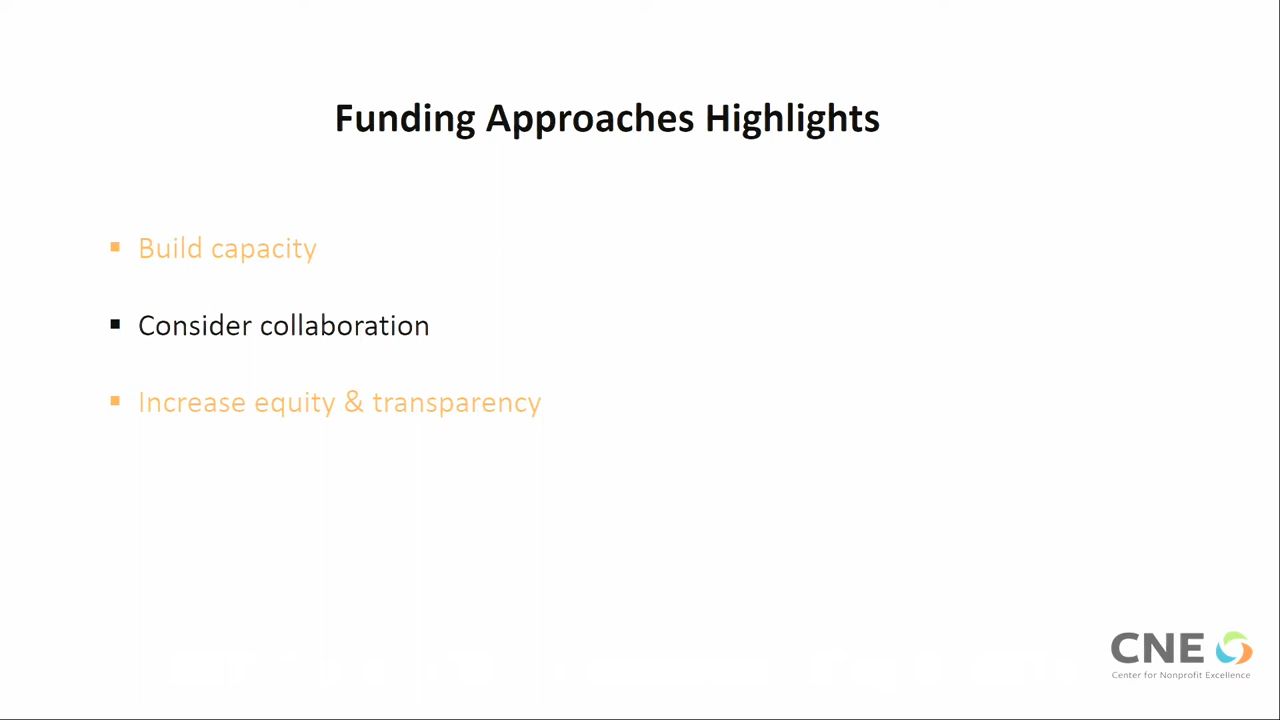 Funding Approaches Highlights
Build capacity
Consider collaboration
Increase equity & transparency
CNE
Center for Nonprofit Excellence